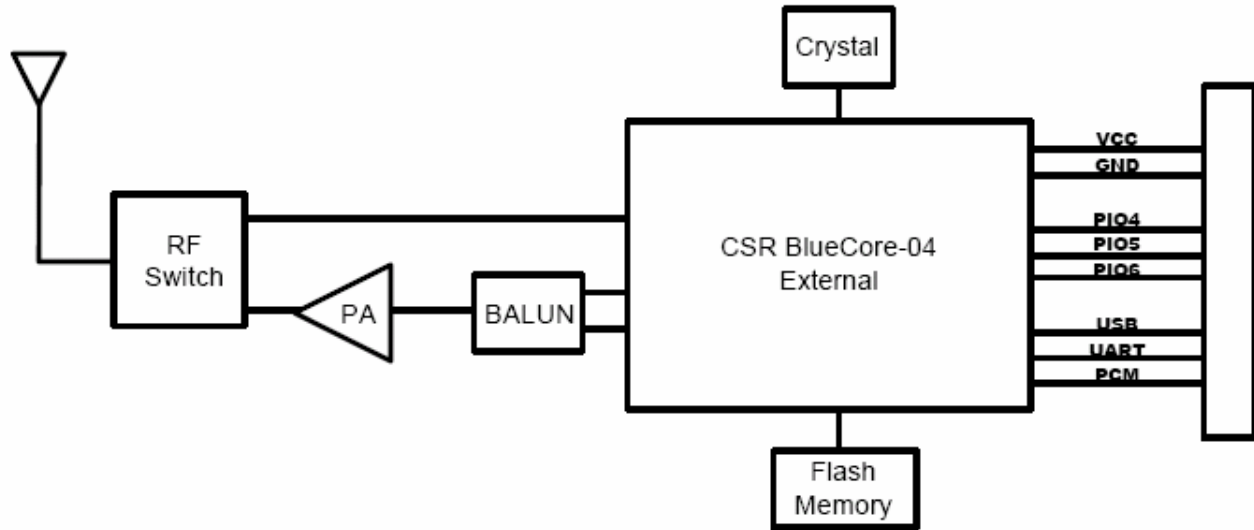 Crystal
VCC
GND
RF
Switch
PIO4
PIO5
PIO6
CSR BlueCore-04
External
PA
BALUN
USB
UART
PCM
Flash
Memory